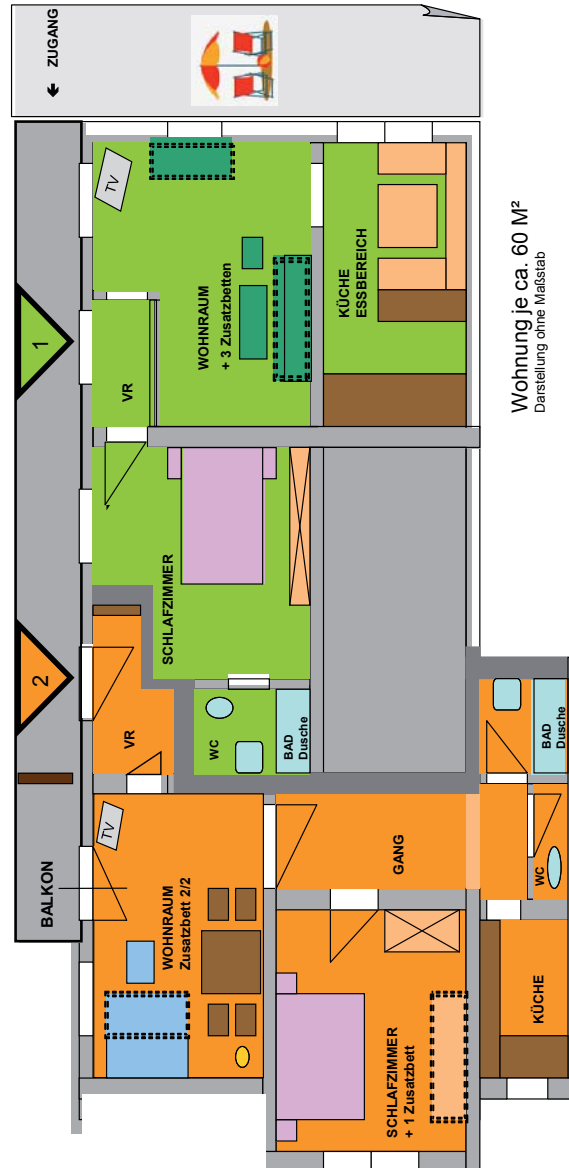 ← ZUGANG
1
2
BALKON
TV
VR
WOHNRAUM
+ 3 Zusatzbetten
KÜCHE
ESSBEREICH
SCHLAFZIMMER
WC
BAD
Dusche
VR
TV
WOHNRAUM
Zusatzbett 2/2
GANG
SCHLAFZIMMER
+ 1 Zusatzbett
BAD
Dusche
WC
KÜCHE
Wohnung je ca. 60 M²
Darstellung ohne Maßstab